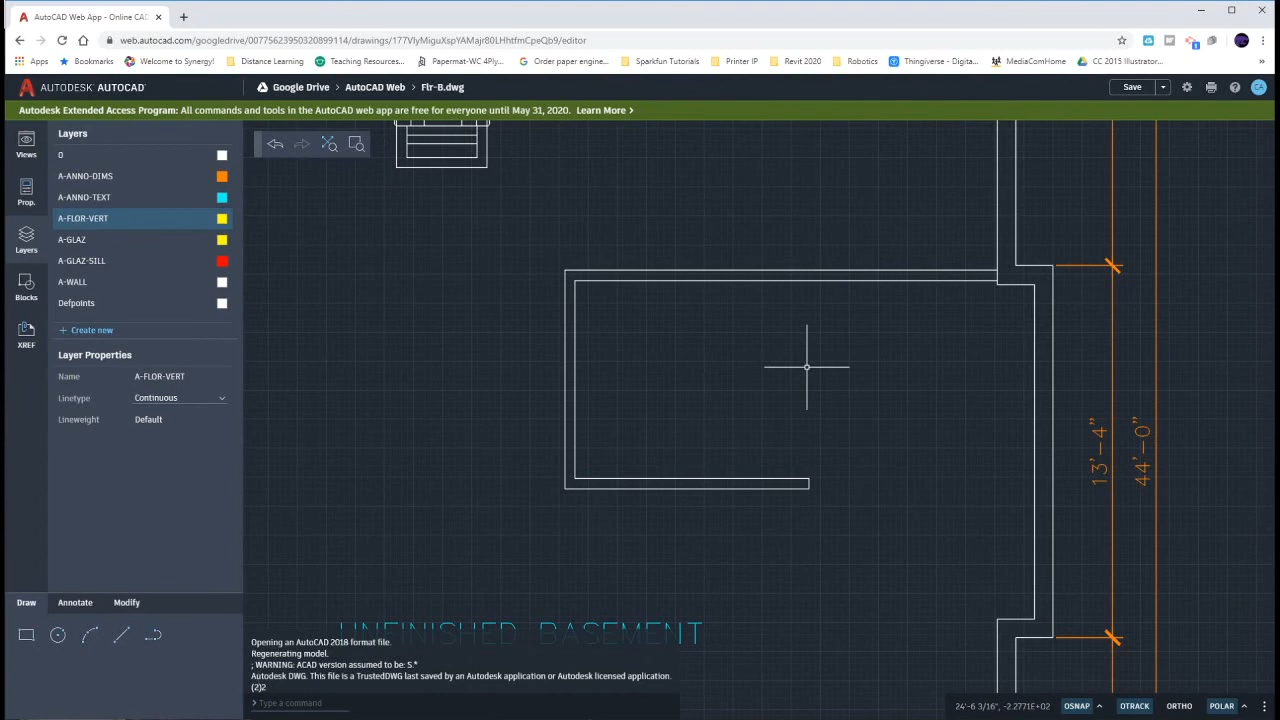 AutoCAD Web App - Online CAD
web.autocad.com/googledrive/00775623950320899114/drawings/177VIyMiguXspYAMajr80LHhtfmCpeQb9/editor
Apps Bookmarks Welcome to Synergy! Distance Learning Teaching Resources... Papermat-WC 4Ply... Order paper engine... Sparkfun Tutorials Printer IP Revit 2020 Robotics Thingiverse - Digita... MediaComHome CC 2015 Illustrator...
AUTODESK® AUTOCAD® Google Drive > AutoCAD Web > Flr-B.dwg Save CA
Autodesk Extended Access Program: All commands and tools in the AutoCAD web app are free for everyone until May 31, 2020. Learn More >
Views
Prop.
Layers
Blocks
XREF
Layers
0
A-ANNO-DIMS
A-ANNO-TEXT
A-FLOR-VERT
A-GLAZ
A-GLAZ-SILL
A-WALL
Defpoints
+ Create new
Layer Properties
Name A-FLOR-VERT
Linetype Continuous
Lineweight Default
Draw Annotate Modify
13'-4"
44'-0"
UNFINISHED BASEMENT
Opening an AutoCAD 2018 format file.
Regenerating model.
; WARNING: ACAD version assumed to be: S.*
Autodesk DWG. This file is a TrustedDWG last saved by an Autodesk application or Autodesk licensed application.
(2)2
Type a command
24'-6 3/16", -2.2771E+02 OSNAP OTRACK ORTHO POLAR